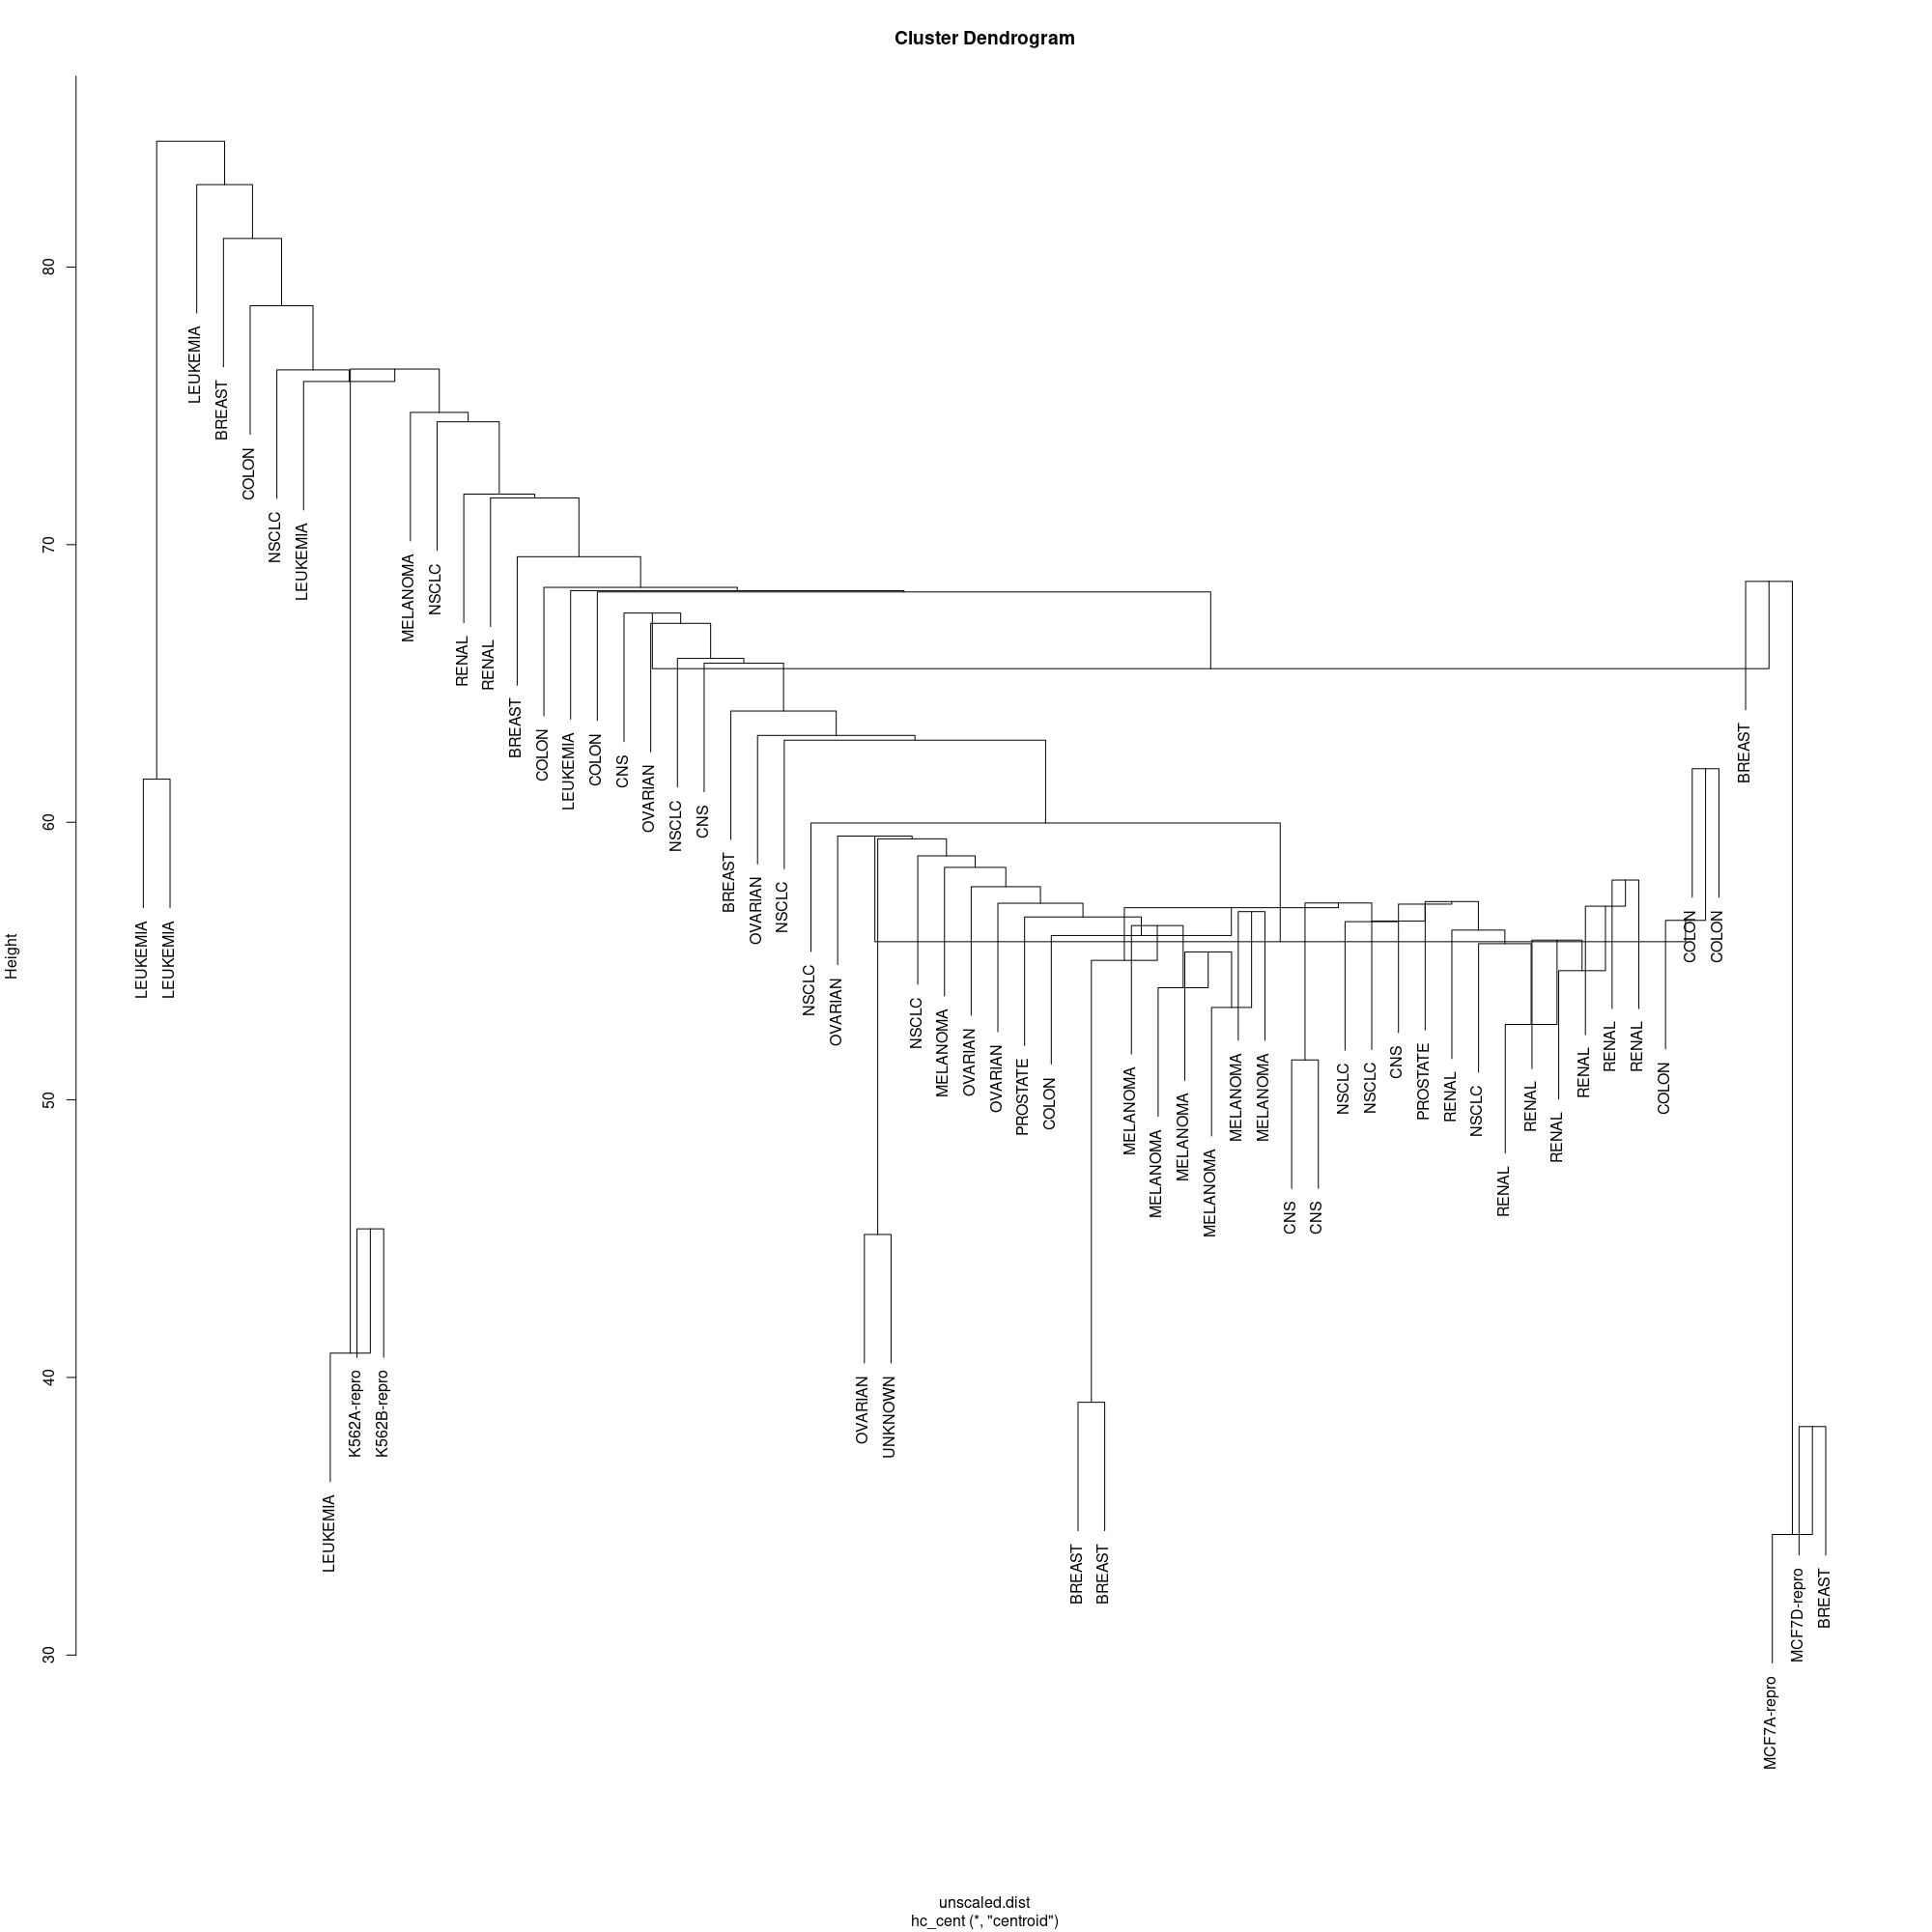 Cluster Dendrogram
Height
80
70
60
50
40
30
LEUKEMIA
LEUKEMIA
LEUKEMIA
BREAST
COLON
NSCLC
LEUKEMIA
LEUKEMIA
K562A-repro
K562B-repro
MELANOMA
NSCLC
RENAL
RENAL
BREAST
COLON
LEUKEMIA
COLON
CNS
OVARIAN
NSCLC
CNS
BREAST
OVARIAN
NSCLC
NSCLC
OVARIAN
OVARIAN
UNKNOWN
NSCLC
MELANOMA
OVARIAN
OVARIAN
PROSTATE
COLON
BREAST
BREAST
MELANOMA
MELANOMA
MELANOMA
MELANOMA
MELANOMA
MELANOMA
CNS
CNS
NSCLC
NSCLC
CNS
PROSTATE
RENAL
NSCLC
RENAL
RENAL
RENAL
RENAL
RENAL
RENAL
COLON
COLON
COLON
BREAST
MCF7A-repro
MCF7D-repro
BREAST
unscaled.dist
hc_cent (*, "centroid")